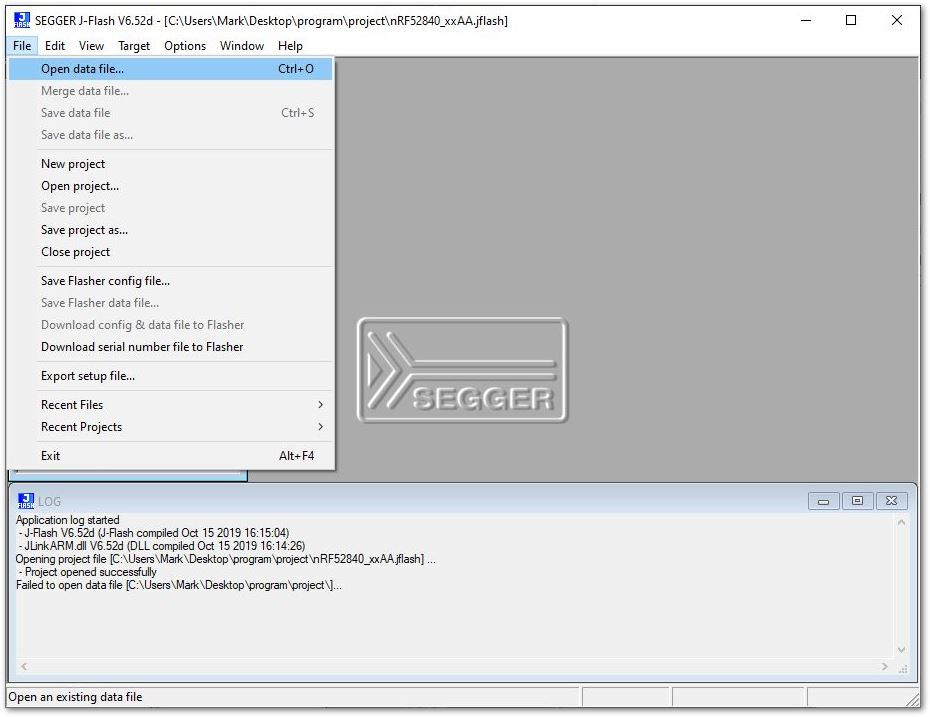 SEGGER J-Flash V6.52d - [C:\Users\Mark\Desktop\program\project\nRF52840_xxAA.jflash]
File Edit View Target Options Window Help
Open data file... Ctrl+O
Merge data file...
Save data file Ctrl+S
Save data file as...
New project
Open project...
Save project
Save project as...
Close project
Save Flasher config file...
Save Flasher data file...
Download config & data file to Flasher
Download serial number file to Flasher
Export setup file...
Recent Files
Recent Projects
Exit Alt+F4
SEGGER
LOG
Application log started
- J-Flash V6.52d (J-Flash compiled Oct 15 2019 16:15:04)
- JLinkARM.dll V6.52d (DLL compiled Oct 15 2019 16:14:26)
Opening project file [C:\Users\Mark\Desktop\program\project\nRF52840_xxAA.jflash] ...
- Project opened successfully
Failed to open data file [C:\Users\Mark\Desktop\program\project\]...
Open an existing data file